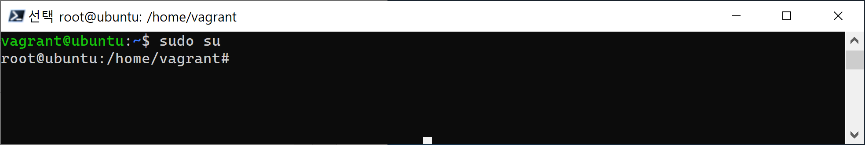 선택 root@ubuntu: /home/vagrant
vagrant@ubuntu:~$ sudo su
root@ubuntu:/home/vagrant#